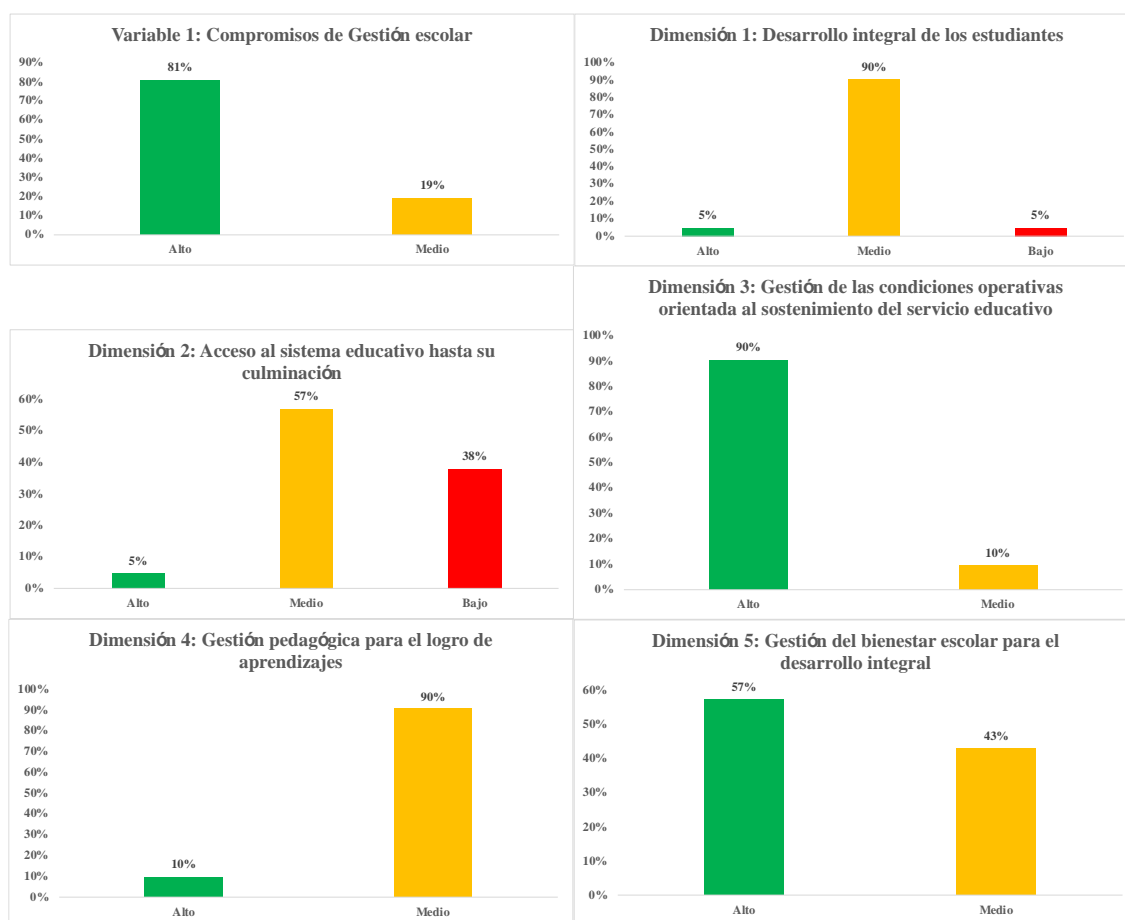 Variable 1: Compromisos de Gestión escolar
90%
80%
70%
60%
50%
40%
30%
20%
10%
0%
81%
19%
Alto
Medio
Dimensión 1: Desarrollo integral de los estudiantes
100%
90%
80%
70%
60%
50%
40%
30%
20%
10%
0%
5%
90%
5%
Alto
Medio
Bajo
Dimensión 2: Acceso al sistema educativo hasta su
culminación
60%
50%
40%
30%
20%
10%
0%
5%
57%
38%
Alto
Medio
Bajo
Dimensión 3: Gestión de las condiciones operativas
orientada al sostenimiento del servicio educativo
100%
90%
80%
70%
60%
50%
40%
30%
20%
10%
0%
90%
10%
Alto
Medio
Dimensión 4: Gestión pedagógica para el logro de
aprendizajes
100%
90%
80%
70%
60%
50%
40%
30%
20%
10%
0%
10%
90%
Alto
Medio
Dimensión 5: Gestión del bienestar escolar para el
desarrollo integral
60%
50%
40%
30%
20%
10%
0%
57%
43%
Alto
Medio